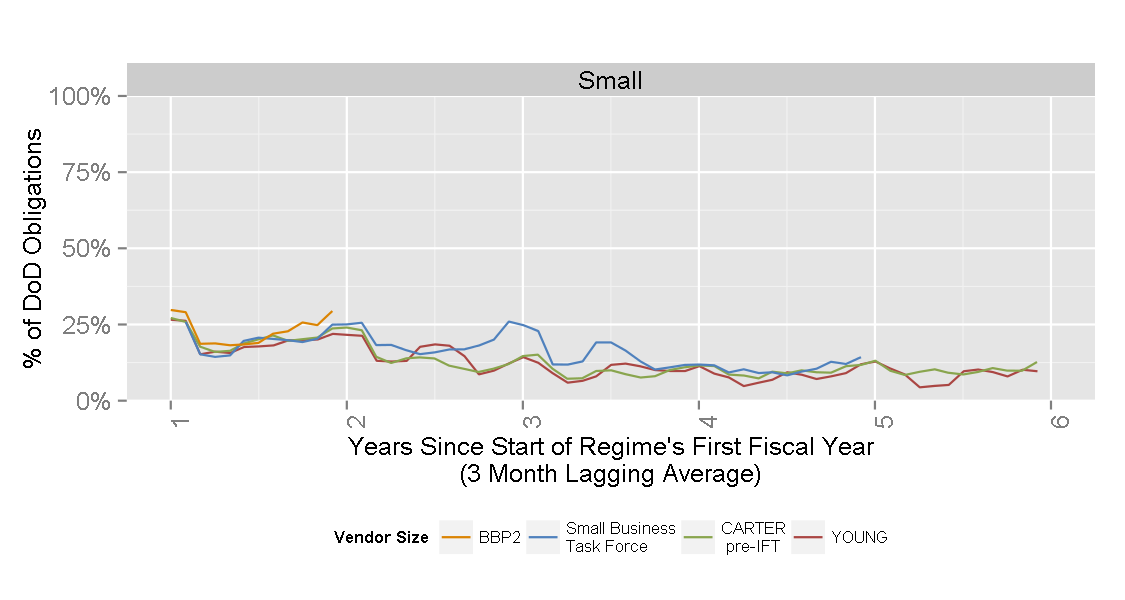 Small
100%
75%
50%
25%
0%
% of DoD Obligations
1
2
3
4
5
6
Years Since Start of Regime's First Fiscal Year
(3 Month Lagging Average)
Vendor Size
BBP2
Small Business
Task Force
CARTER
pre-IFT
YOUNG